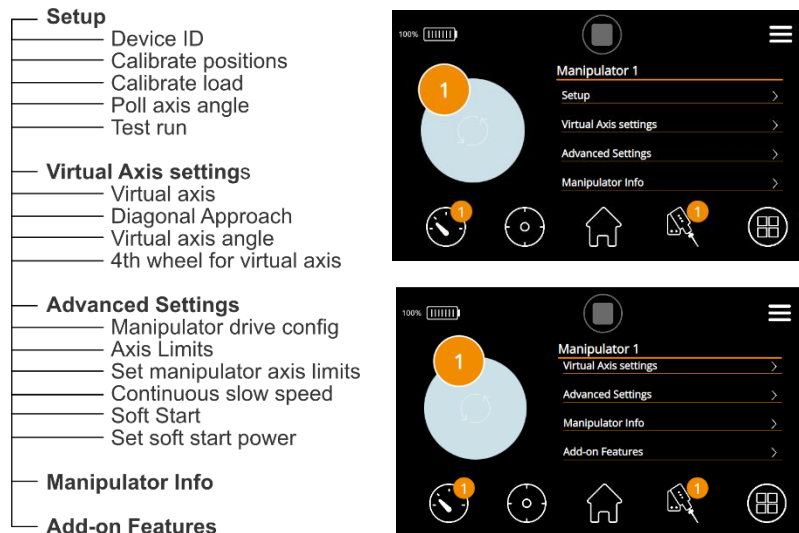 Setup
Device ID
Calibrate positions
Calibrate load
Poll axis angle
Test run
Virtual Axis settings
Virtual axis
Diagonal Approach
Virtual axis angle
4th wheel for virtual axis
Advanced Settings
Manipulator drive config
Axis Limits
Set manipulator axis limits
Continuous slow speed
Soft Start
Set soft start power
Manipulator Info
Add-on Features
100%
1
Manipulator 1
Setup
Virtual Axis settings
Advanced Settings
Manipulator Info
1
1
100%
1
Manipulator 1
Virtual Axis settings
Advanced Settings
Manipulator Info
Add-on Features
1
1